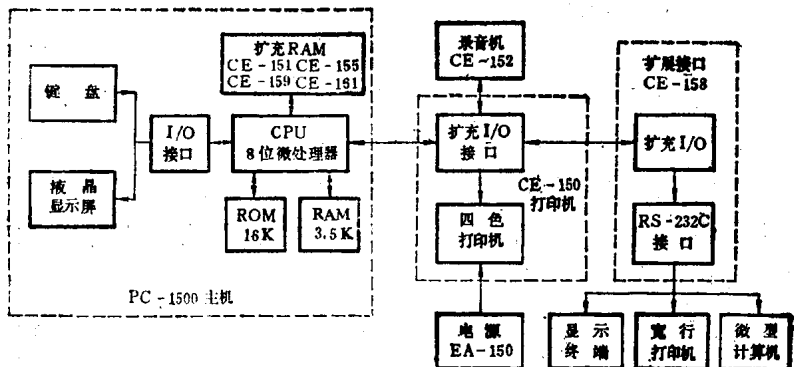 扩充RAM
CE-151 CE-155
CE-159 CE-161
键 盘
I/O
接口
CPU
8位微处理器
液晶
显示屏
ROM
16K
RAM
3.5K
PC-1500 主机
录音机
CE-152
扩充I/O
接口
CE-150
打印机
四色
打印机
电源
EA-150
扩展接口
CE-158
扩充I/O
RS-232C
接口
显示
终端
宽行
打印机
微型
计算机